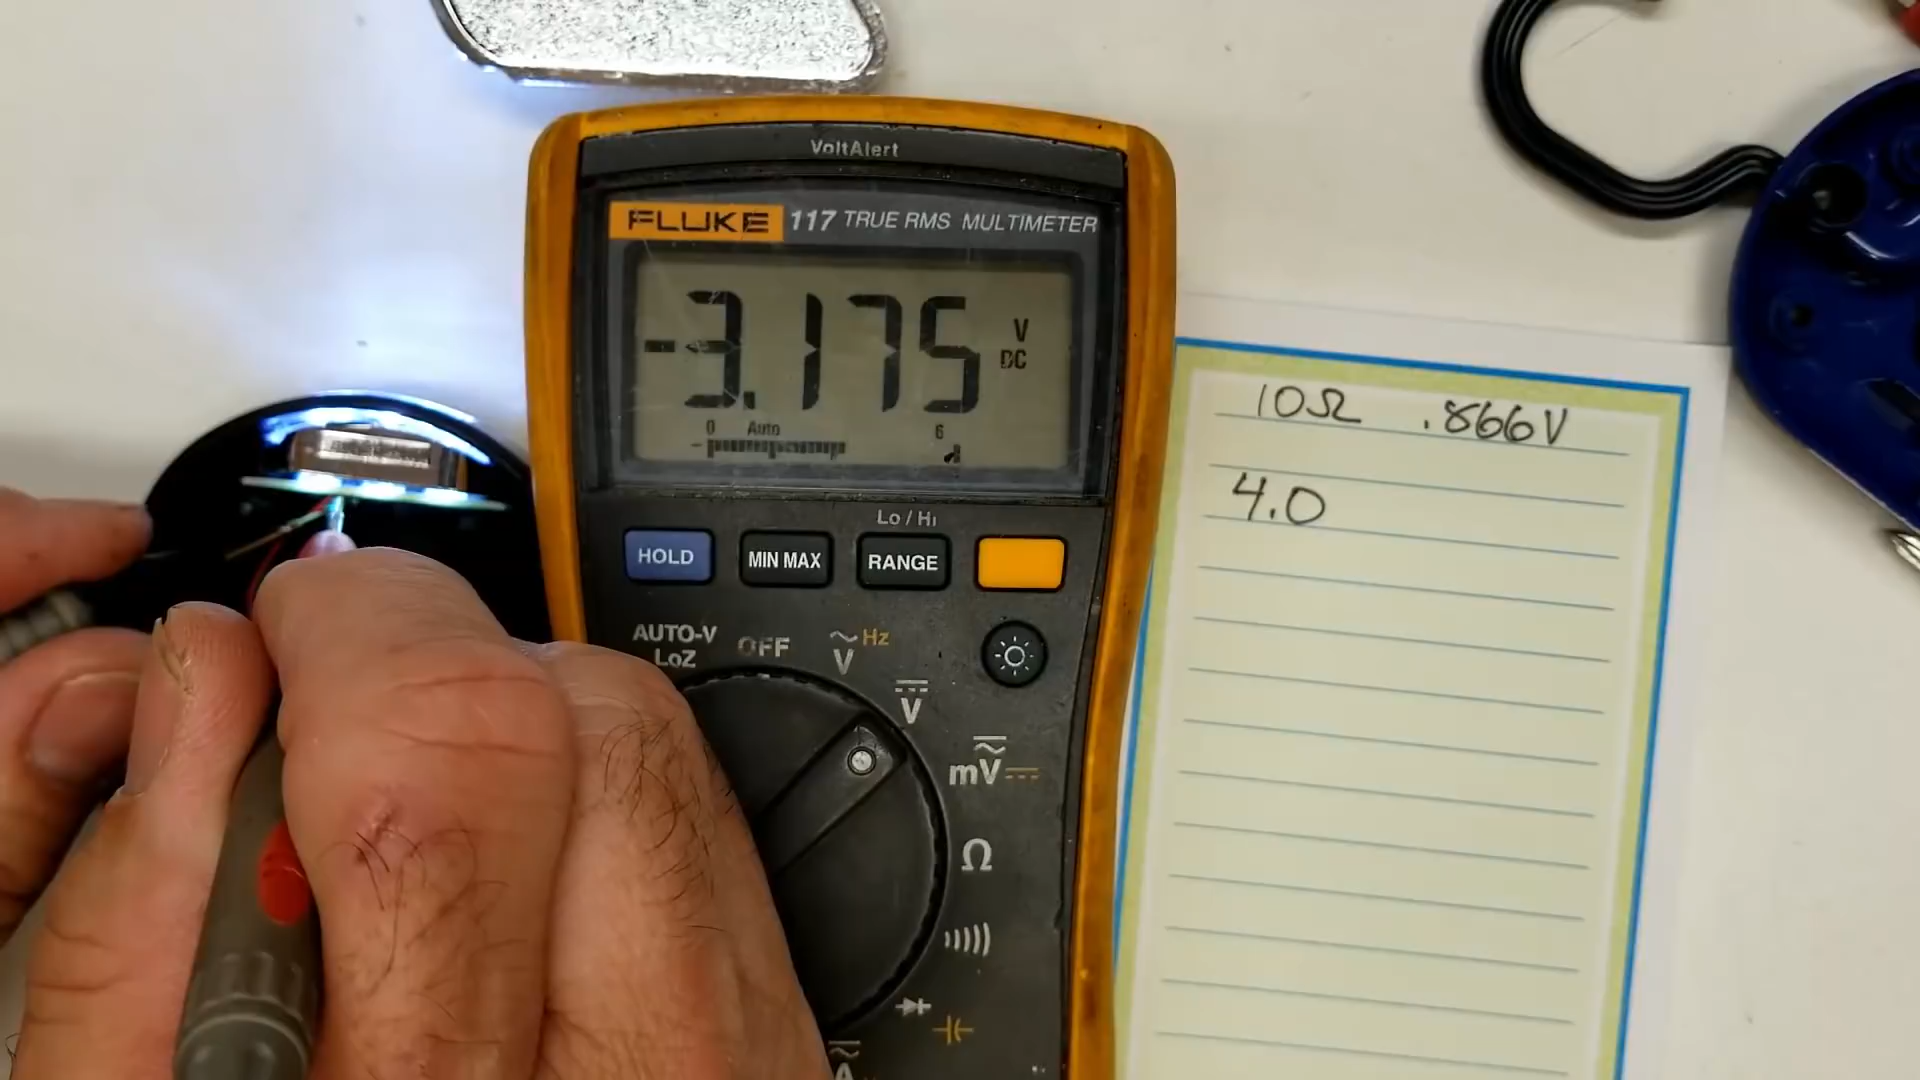 VoltAlert
FLUKE 117 TRUE RMS MULTIMETER
-3.175 V DC
0 Auto 6
Lo / Hi
HOLD MIN MAX RANGE
AUTO-V LoZ
OFF
V Hz
V
mV
Ω
A
10Ω .866V
4.0